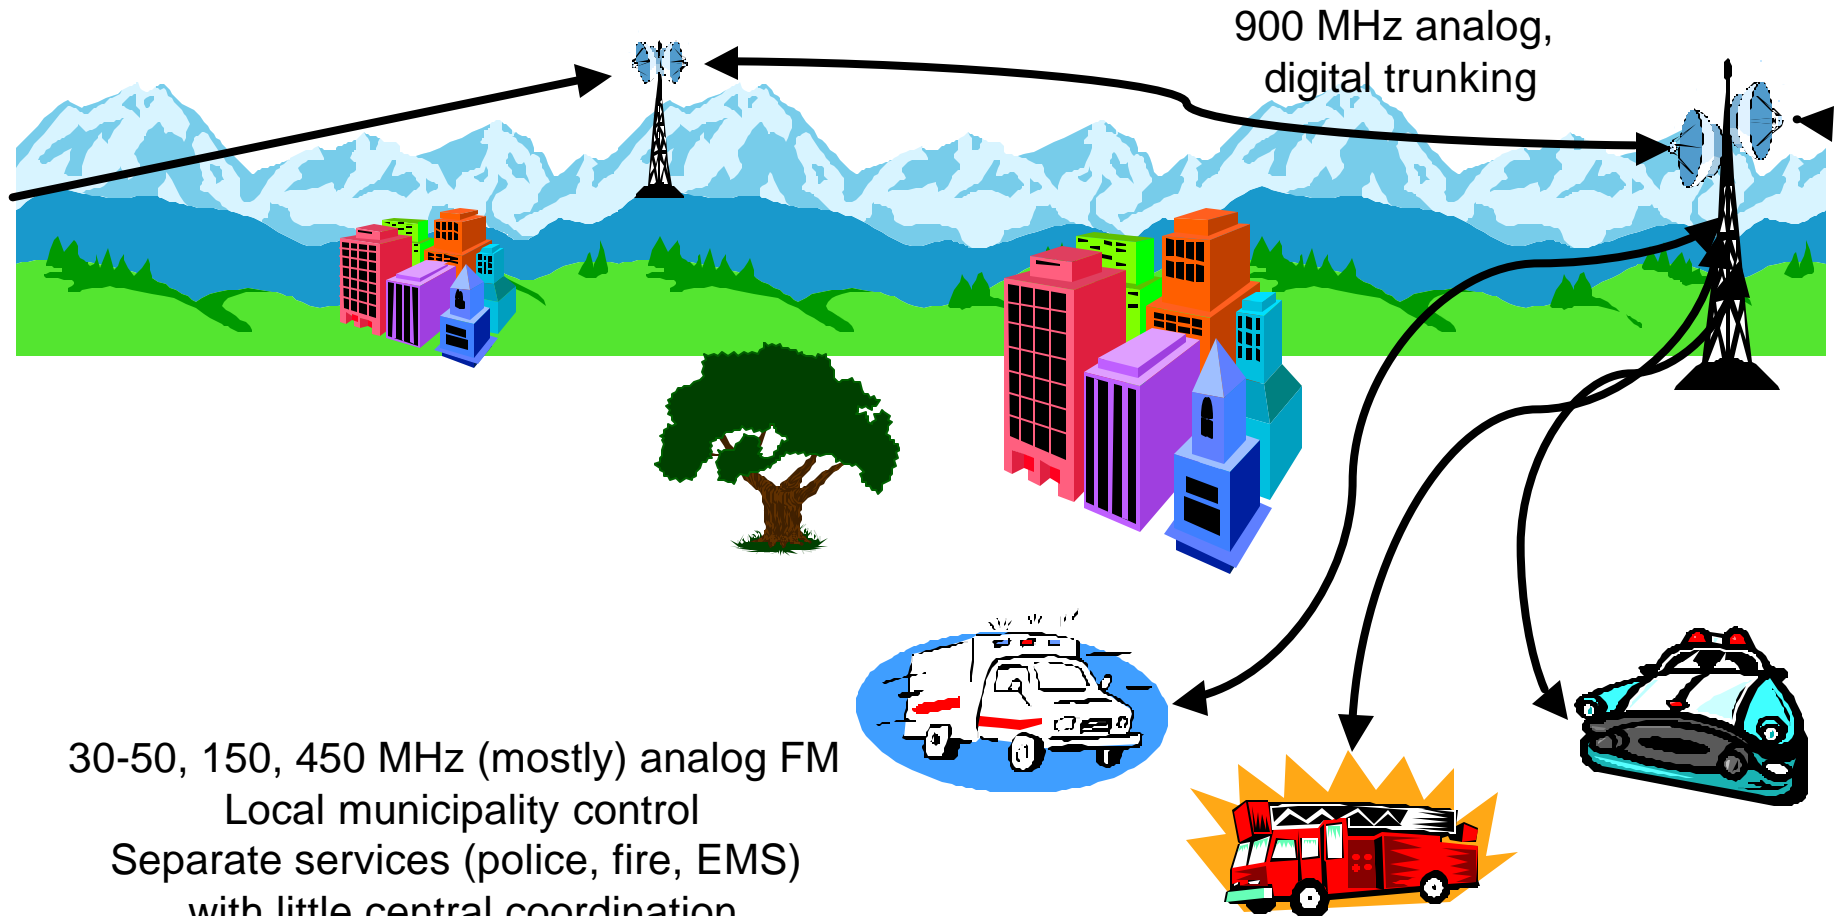 900 MHz analog,
digital trunking
30-50, 150, 450 MHz (mostly) analog FM
Local municipality control
Separate services (police, fire, EMS)
with little central coordination